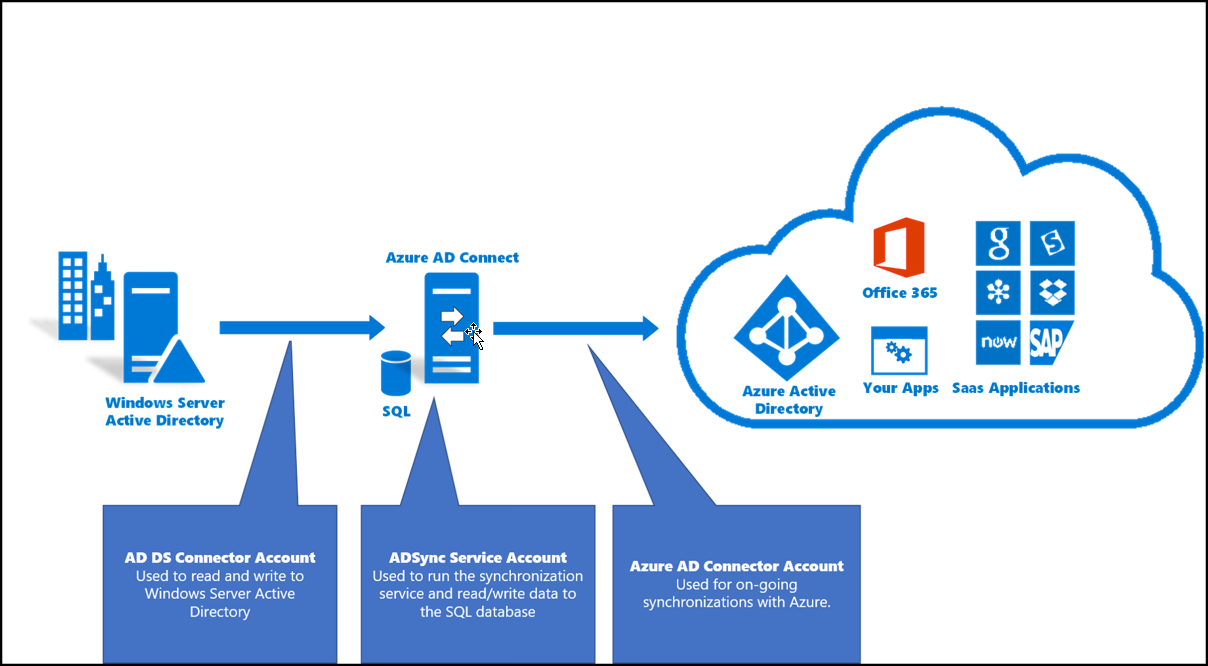 Azure AD Connect
Office 365
g
now
SAP
Your Apps
Saas Applications
Azure Active
Directory
Windows Server
Active Directory
SQL
AD DS Connector Account
Used to read and write to
Windows Server Active
Directory
ADSync Service Account
Used to run the synchronization
service and read/write data to
the SQL database
Azure AD Connector Account
Used for on-going
synchronizations with Azure.